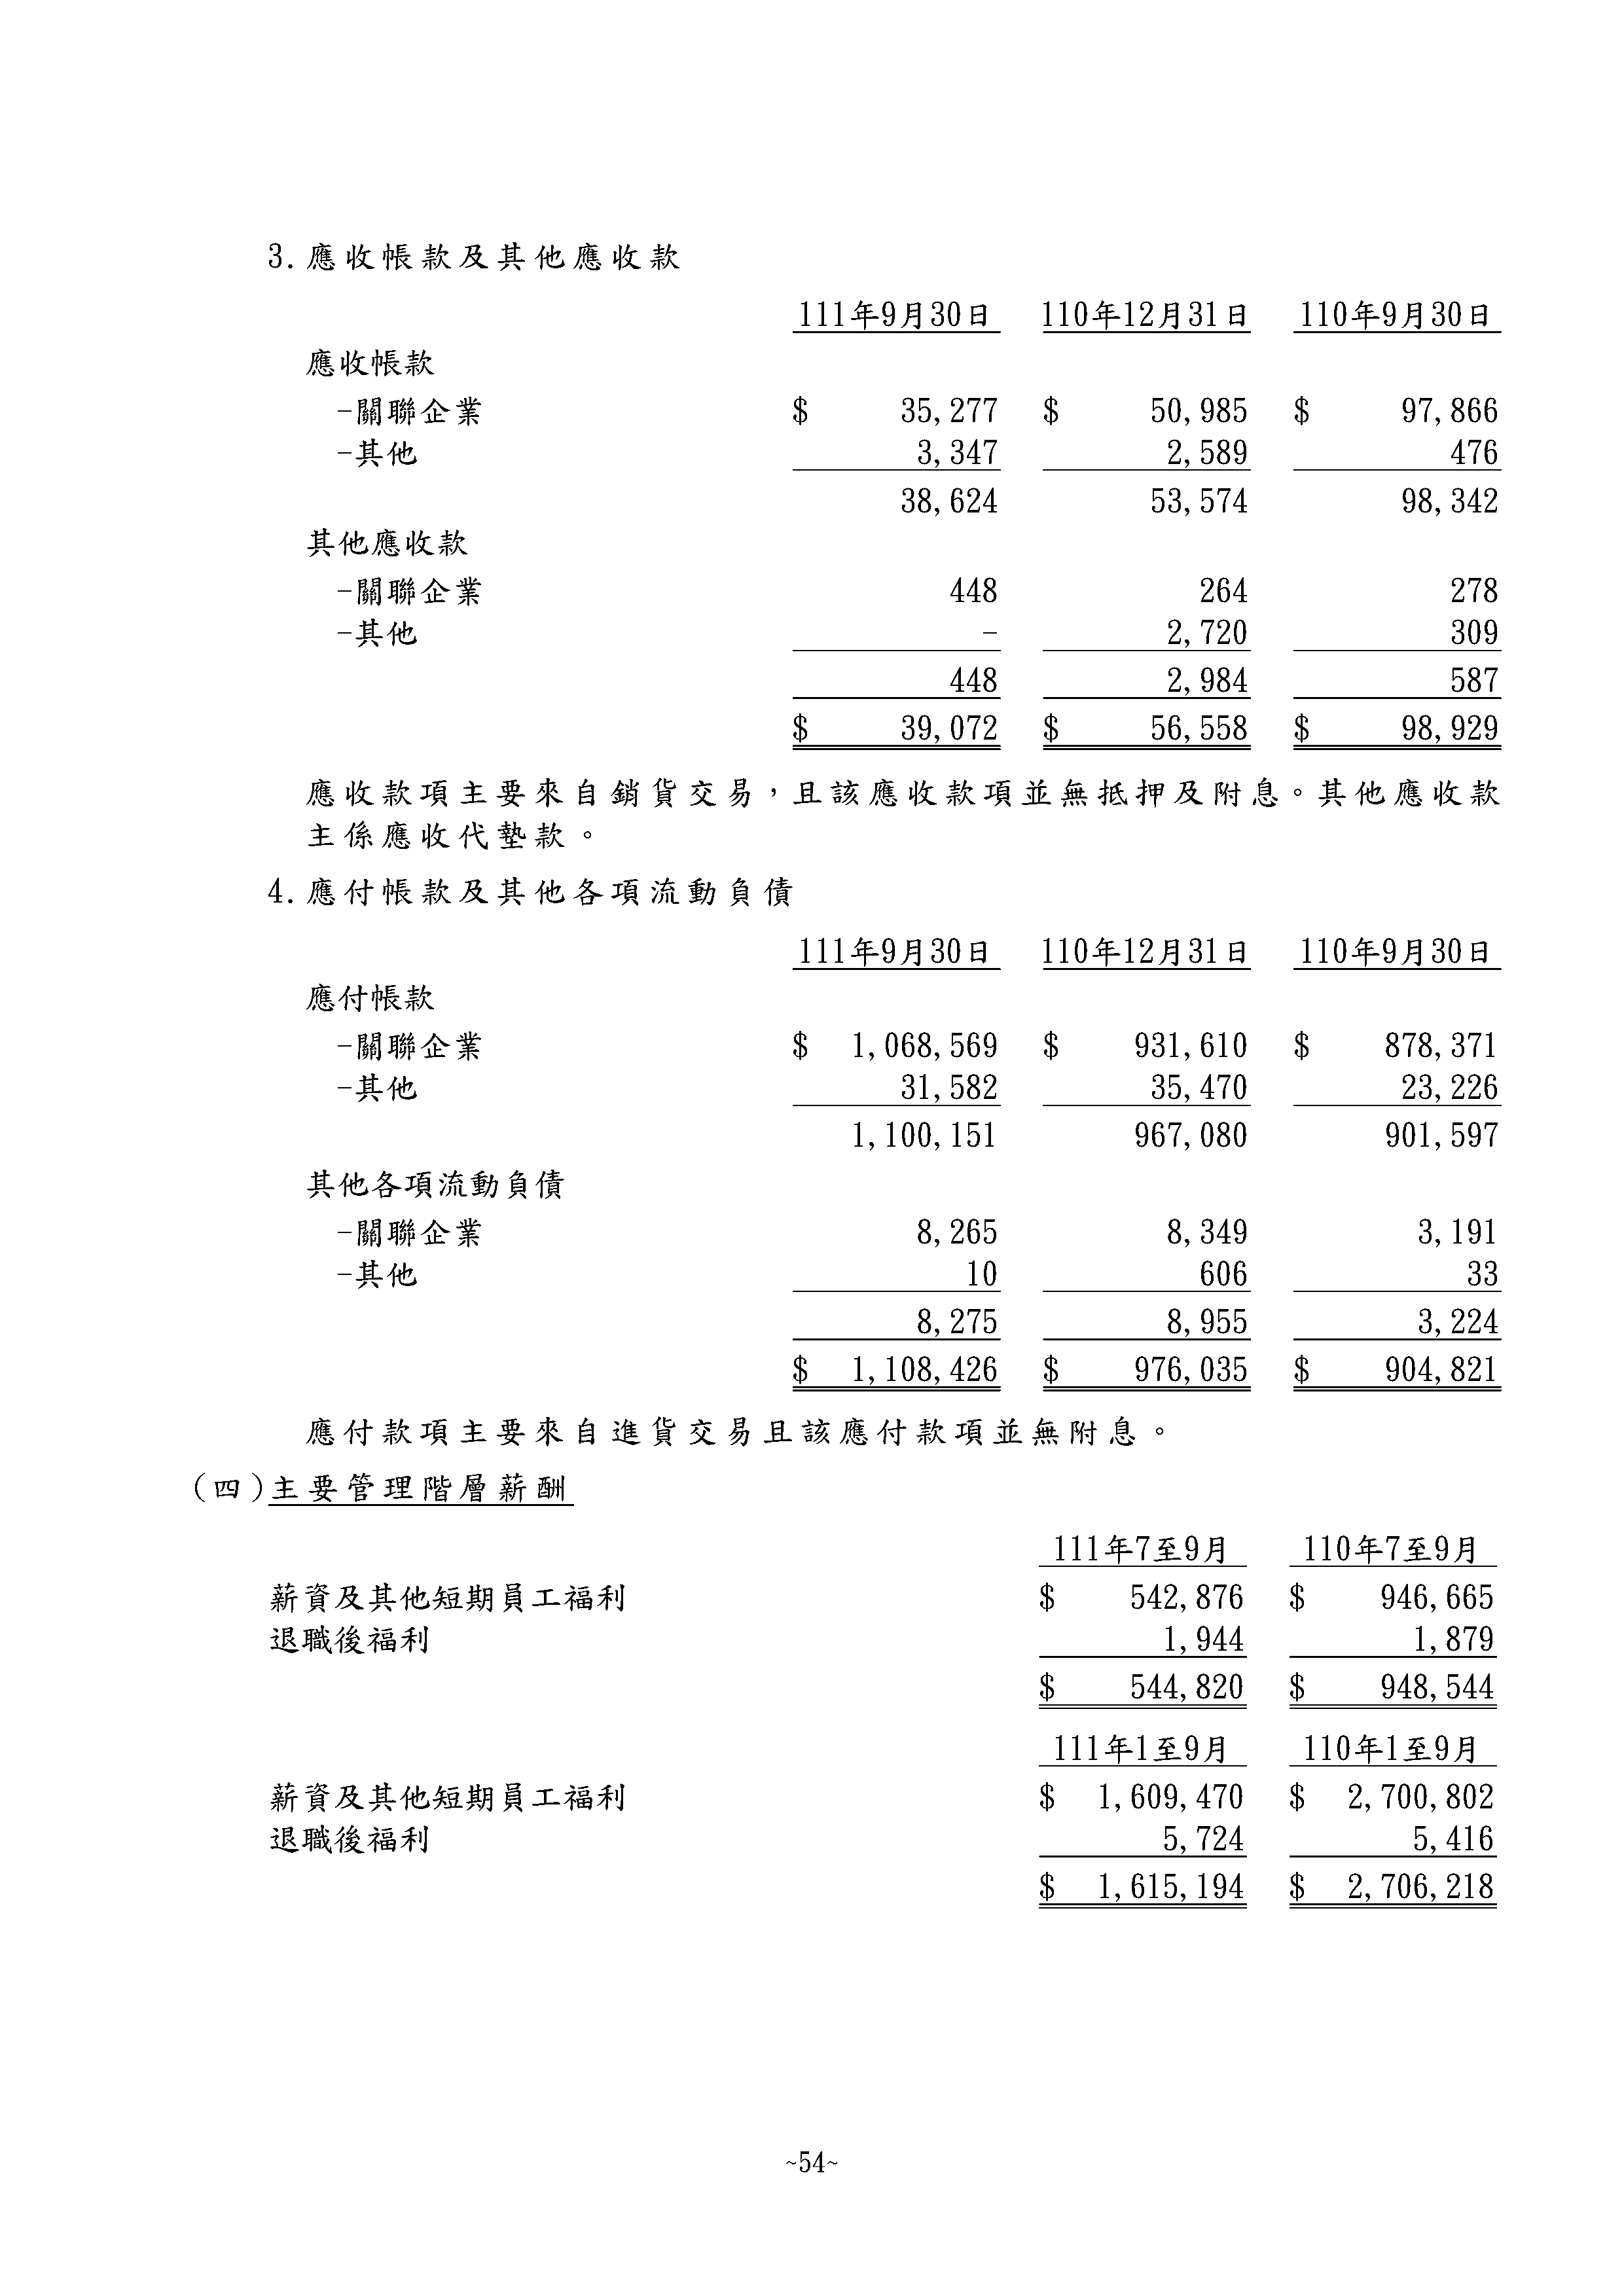 3.應收帳款及其他應收款
111年9月30日 110年12月31日 110年9月30日
應收帳款
-關聯企業 $ 35,277 $ 50,985 $ 97,866
-其他 3,347 2,589 476
38,624 53,574 98,342
其他應收款
-關聯企業 448 264 278
-其他 - 2,720 309
448 2,984 587
$ 39,072 $ 56,558 $ 98,929
應收款項主要來自銷貨交易，且該應收款項並無抵押及附息。其他應收款
主係應收代墊款。
4.應付帳款及其他各項流動負債
111年9月30日 110年12月31日 110年9月30日
應付帳款
-關聯企業 $ 1,068,569 $ 931,610 $ 878,371
-其他 31,582 35,470 23,226
1,100,151 967,080 901,597
其他各項流動負債
-關聯企業 8,265 8,349 3,191
-其他 10 606 33
8,275 8,955 3,224
$ 1,108,426 $ 976,035 $ 904,821
應付款項主要來自進貨交易且該應付款項並無附息。
(四)主要管理階層薪酬
111年7至9月 110年7至9月
薪資及其他短期員工福利 $ 542,876 $ 946,665
退職後福利 1,944 1,879
$ 544,820 $ 948,544
111年1至9月 110年1至9月
薪資及其他短期員工福利 $ 1,609,470 $ 2,700,802
退職後福利 5,724 5,416
$ 1,615,194 $ 2,706,218
~54~